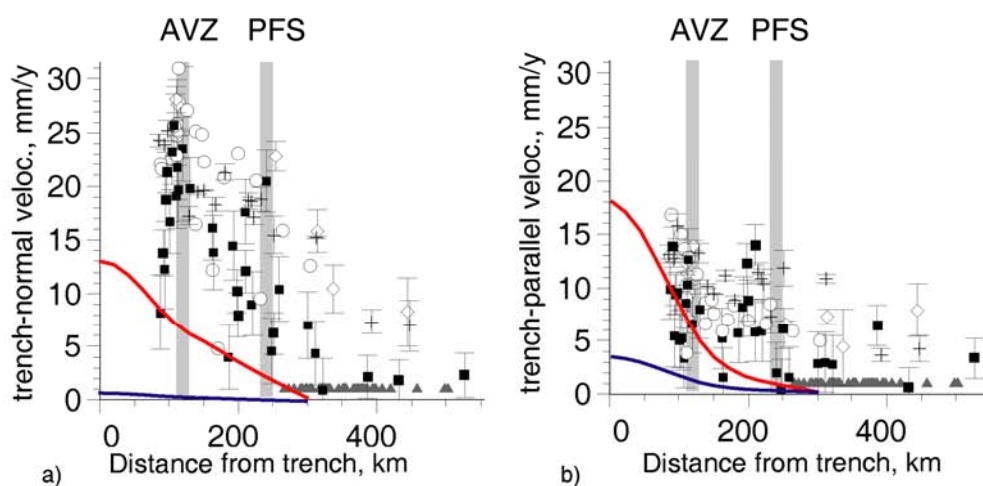 AVZ PFS
30
25
20
15
10
5
0
trench-normal veloc., mm/y
0 200 400
Distance from trench, km
a)
AVZ PFS
30
25
20
15
10
5
0
trench-parallel veloc., mm/y
0 200 400
Distance from trench, km
b)